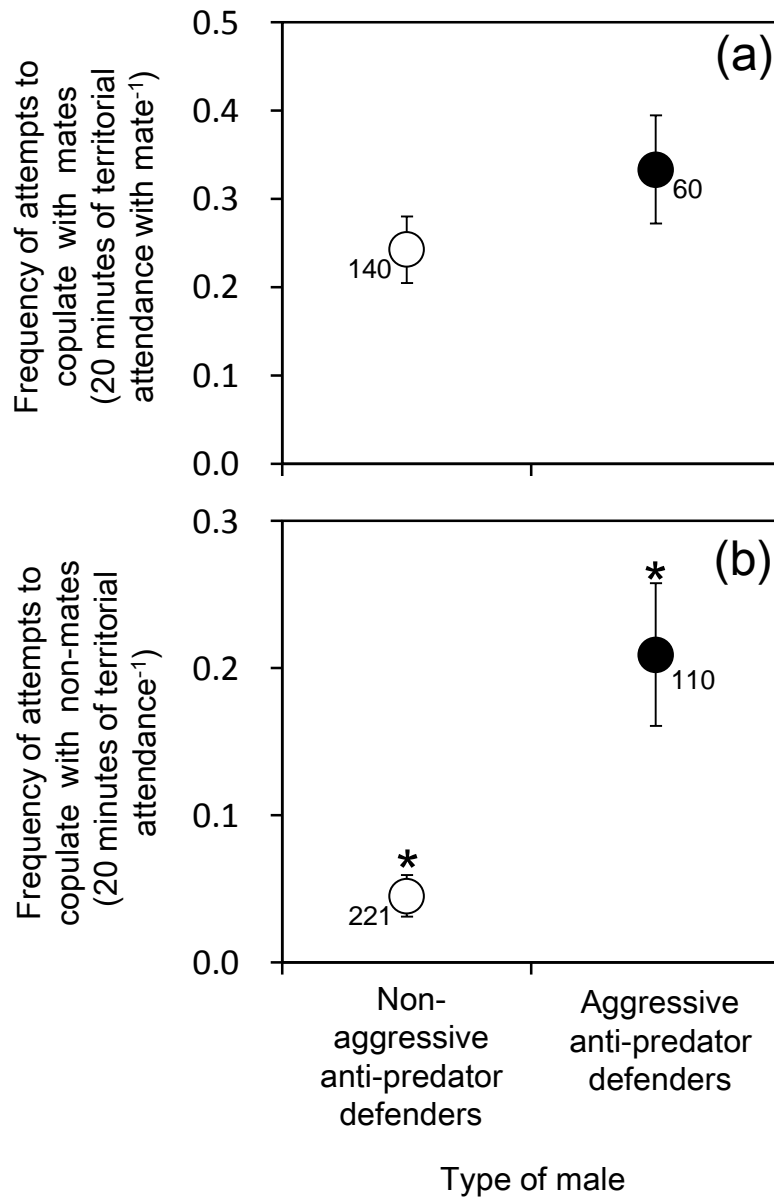 Frequency of attempts to
copulate with mates
(20 minutes of territorial
attendance with mate-1)
0.5
0.4
0.3
0.2
0.1
0.0
(a)
140
60
Frequency of attempts to
copulate with non-mates
(20 minutes of territorial
attendance-1)
0.3
0.2
0.1
0.0
(b)
*
110
*
221
Non-
aggressive
anti-predator
defenders
Aggressive
anti-predator
defenders
Type of male